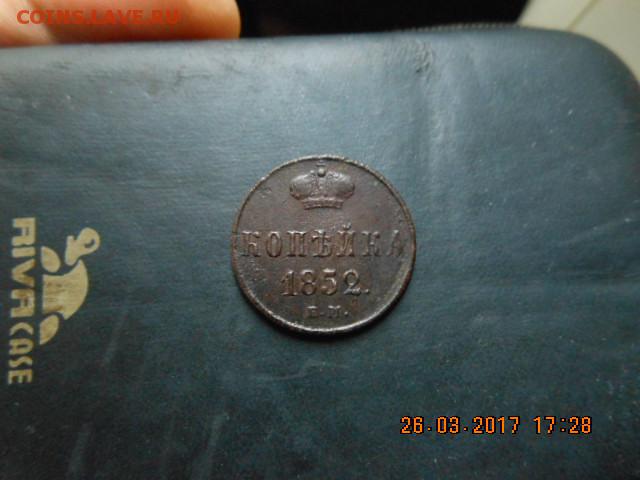 COINS.LAVE.RU
КОПѢЙКА
1852.
Е.М.
RIVACASE
26.03.2017 17:28